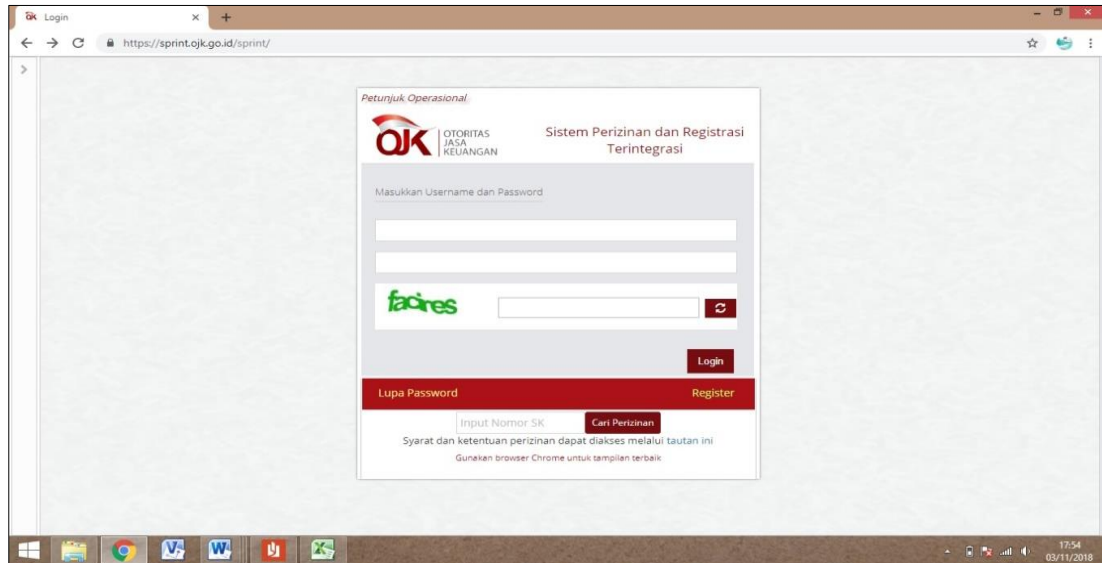 Login
https://sprint.ojk.go.id/sprint/
Petunjuk Operasional
OJK
OTORITAS
JASA
KEUANGAN
Sistem Perizinan dan Registrasi
Terintegrasi
Masukkan Username dan Password
facires
Login
Lupa Password
Register
Input Nomor SK
Cari Perizinan
Syarat dan ketentuan perizinan dapat diakses melalui tautan ini
Gunakan browser Chrome untuk tampilan terbaik
17:54
03/11/2018